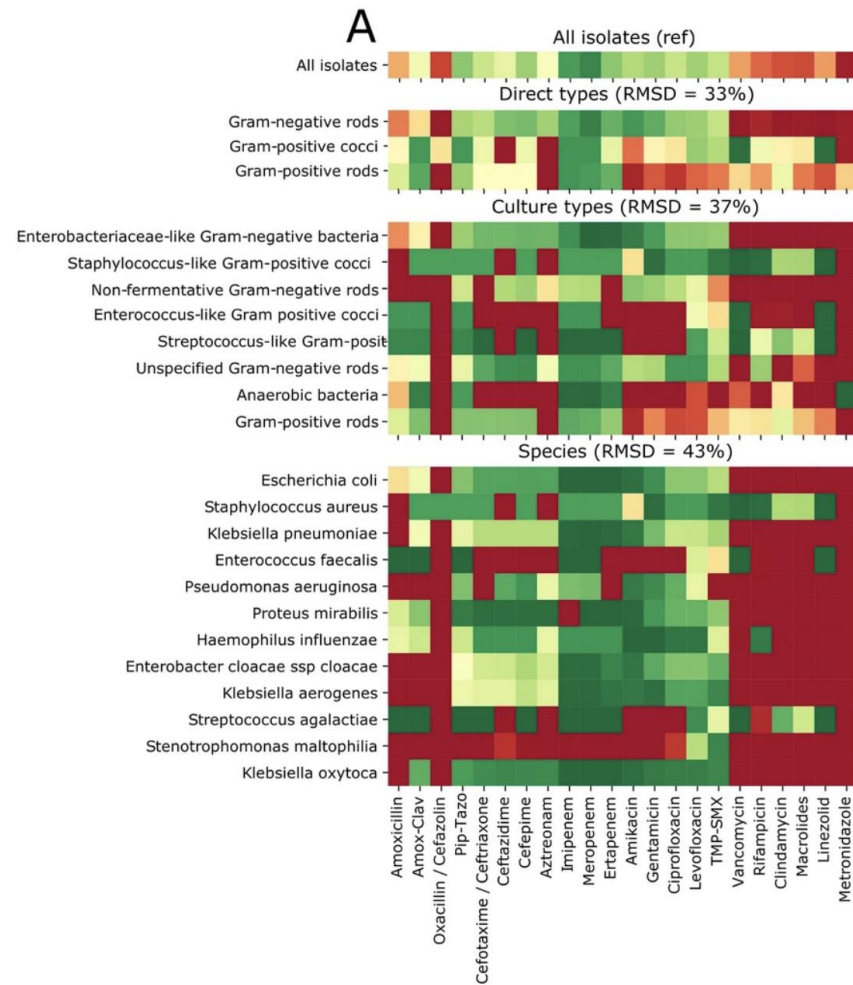 A
All isolates (ref)
All isolates
Direct types (RMSD = 33%)
Gram-negative rods
Gram-positive cocci
Gram-positive rods
Culture types (RMSD = 37%)
Enterobacteriaceae-like Gram-negative bacteria
Staphylococcus-like Gram-positive cocci
Non-fermentative Gram-negative rods
Enterococcus-like Gram positive cocci
Streptococcus-like Gram-posit
Unspecified Gram-negative rods
Anaerobic bacteria
Gram-positive rods
Species (RMSD = 43%)
Escherichia coli
Staphylococcus aureus
Klebsiella pneumoniae
Enterococcus faecalis
Pseudomonas aeruginosa
Proteus mirabilis
Haemophilus influenzae
Enterobacter cloacae ssp cloacae
Klebsiella aerogenes
Streptococcus agalactiae
Stenotrophomonas maltophilia
Klebsiella oxytoca
Amoxicillin
Amox-Clav
Oxacillin / Cefazolin
Pip-Tazo
Cefotaxime / Ceftriaxone
Ceftazidime
Cefepime
Aztreonam
Imipenem
Meropenem
Ertapenem
Amikacin
Gentamicin
Ciprofloxacin
Levofloxacin
TMP-SMX
Vancomycin
Rifampicin
Clindamycin
Macrolides
Linezolid
Metronidazole